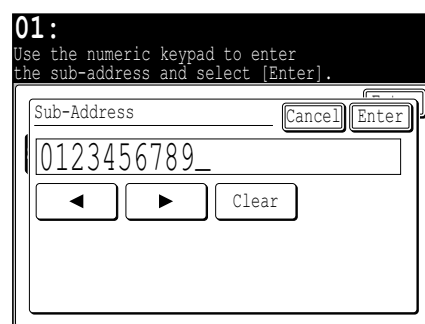 01:
Use the numeric keypad to enter
the sub-address and select [Enter].
Sub-Address
Cancel
Enter
0123456789_
Clear